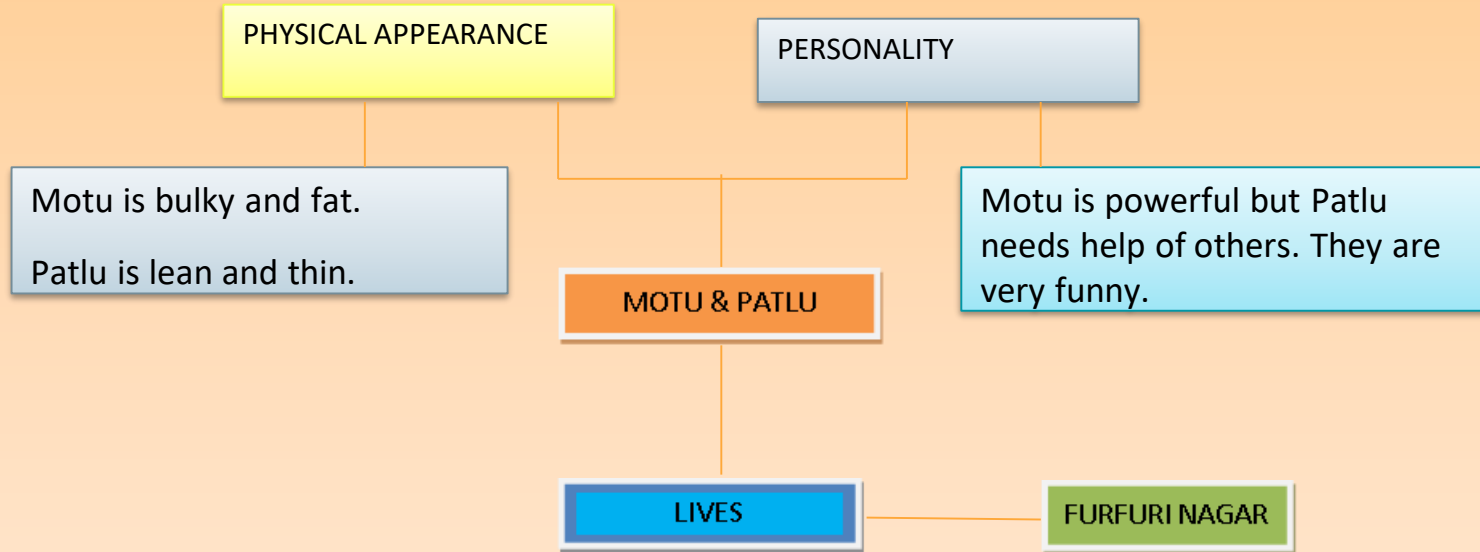 PHYSICAL APPEARANCE
PERSONALITY
Motu is bulky and fat.
Patlu is lean and thin.
Motu is powerful but Patlu
needs help of others. They are
very funny.
MOTU & PATLU
LIVES
FURFURI NAGAR